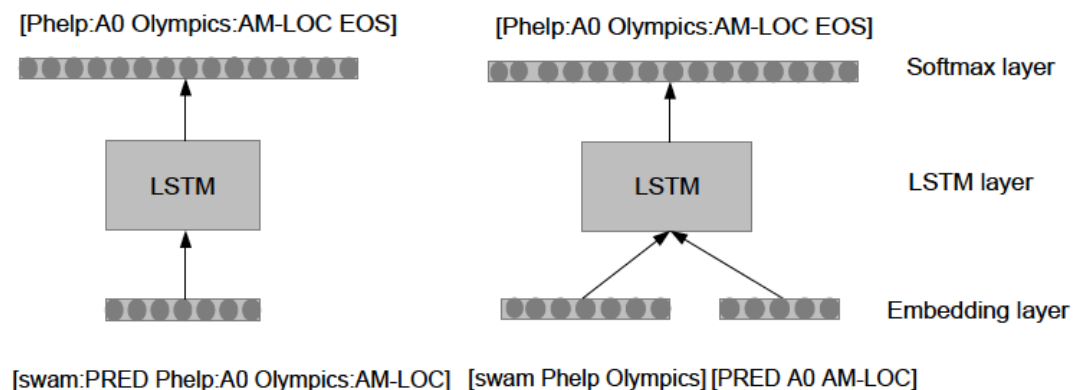 [Phelp:A0 Olympics:AM-LOC EOS] [Phelp:A0 Olympics:AM-LOC EOS]
Softmax layer
LSTM LSTM LSTM layer
Embedding layer
[swam:PRED Phelp:A0 Olympics:AM-LOC] [swam Phelp Olympics] [PRED A0 AM-LOC]